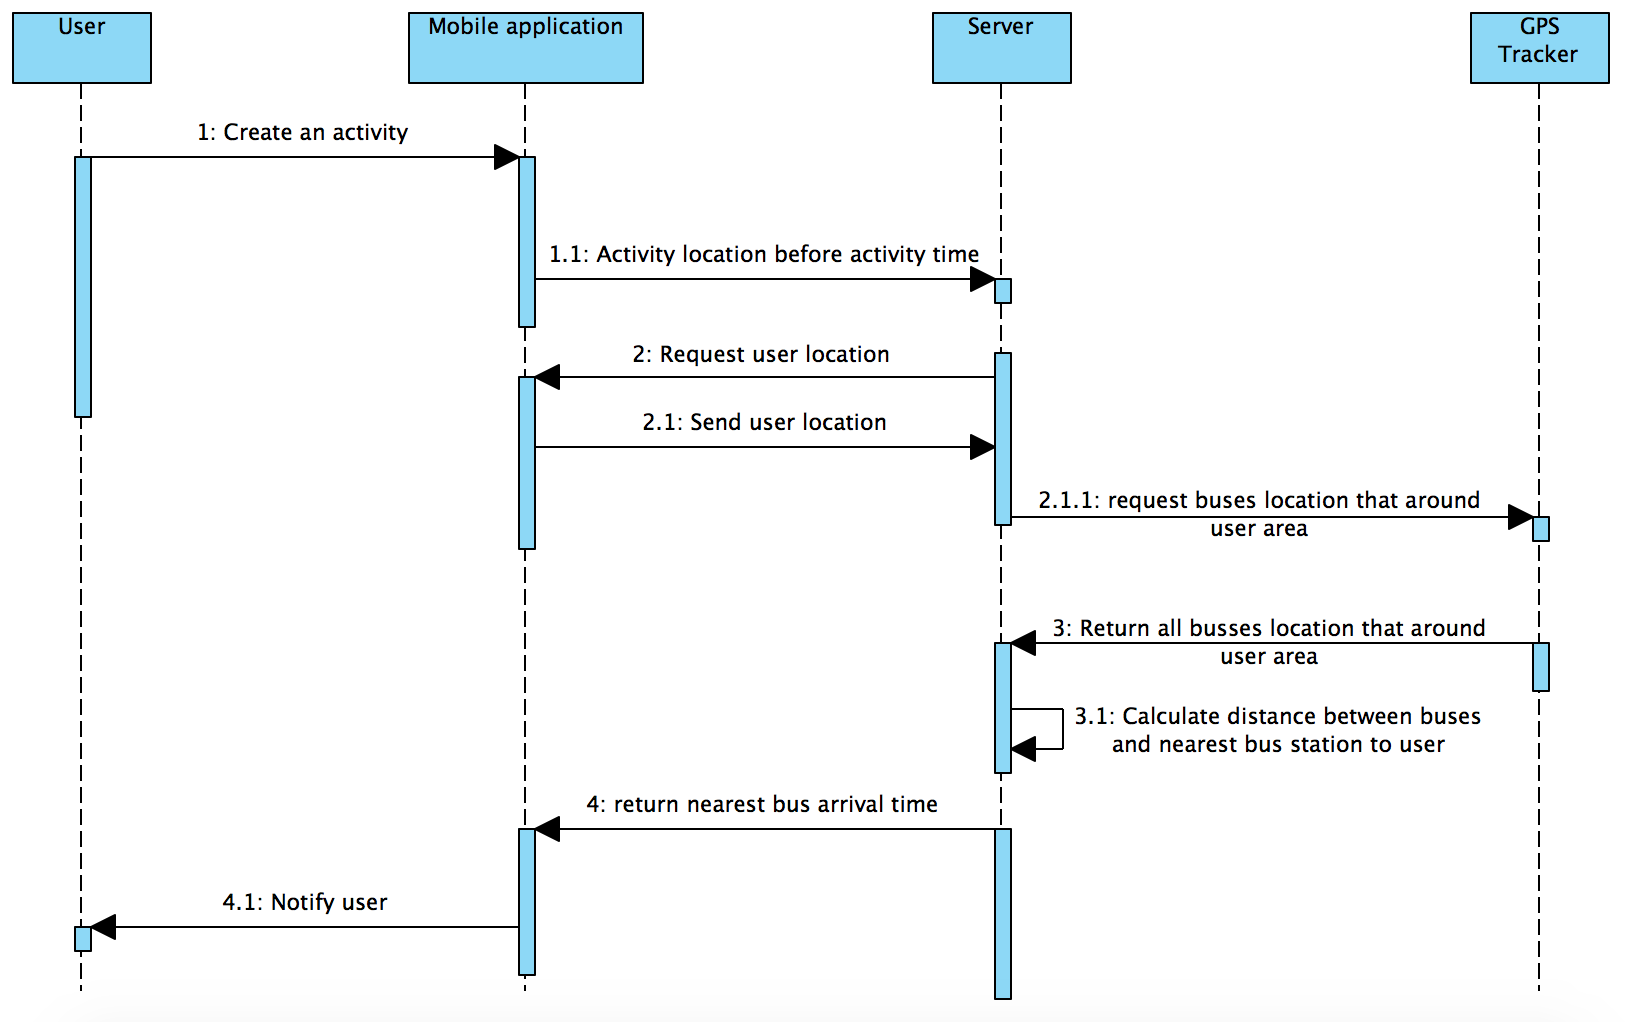 User
Mobile application
Server
GPS
Tracker
1: Create an activity
1.1: Activity location before activity time
2: Request user location
2.1: Send user location
2.1.1: request buses location that around
user area
3: Return all busses location that around
user area
3.1: Calculate distance between buses
and nearest bus station to user
4: return nearest bus arrival time
4.1: Notify user